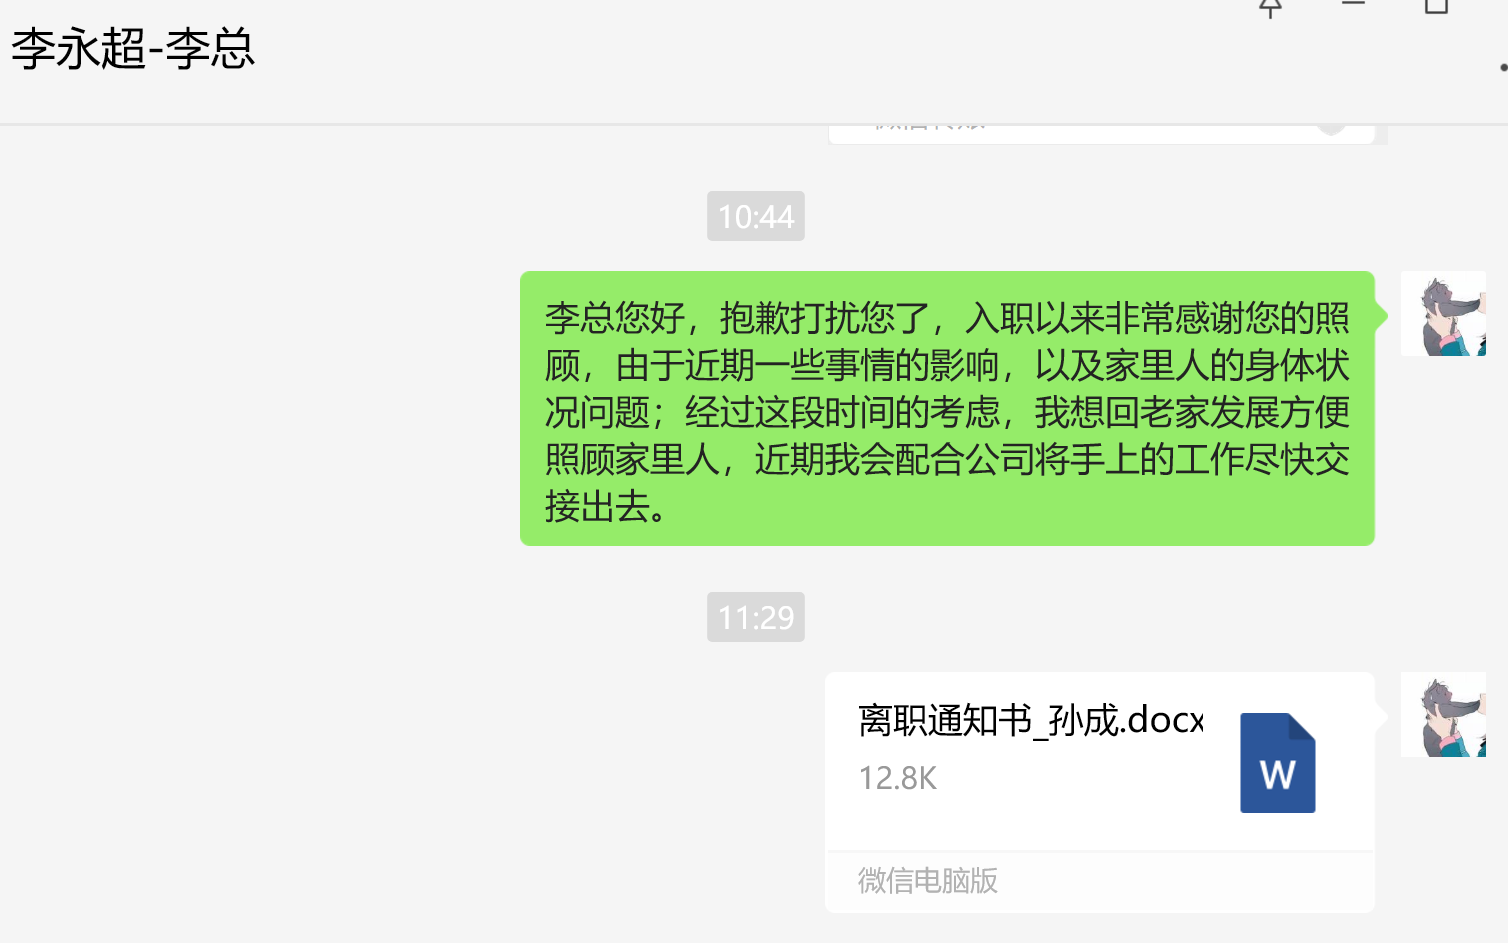 李永超-李总
10:44
李总您好，抱歉打扰您了，入职以来非常感谢您的照
顾，由于近期一些事情的影响，以及家里人的身体状
况问题；经过这段时间的考虑，我想回老家发展方便
照顾家里人，近期我会配合公司将手上的工作尽快交
接出去。
11:29
离职通知书_孙成.docx
12.8K
W
微信电脑版